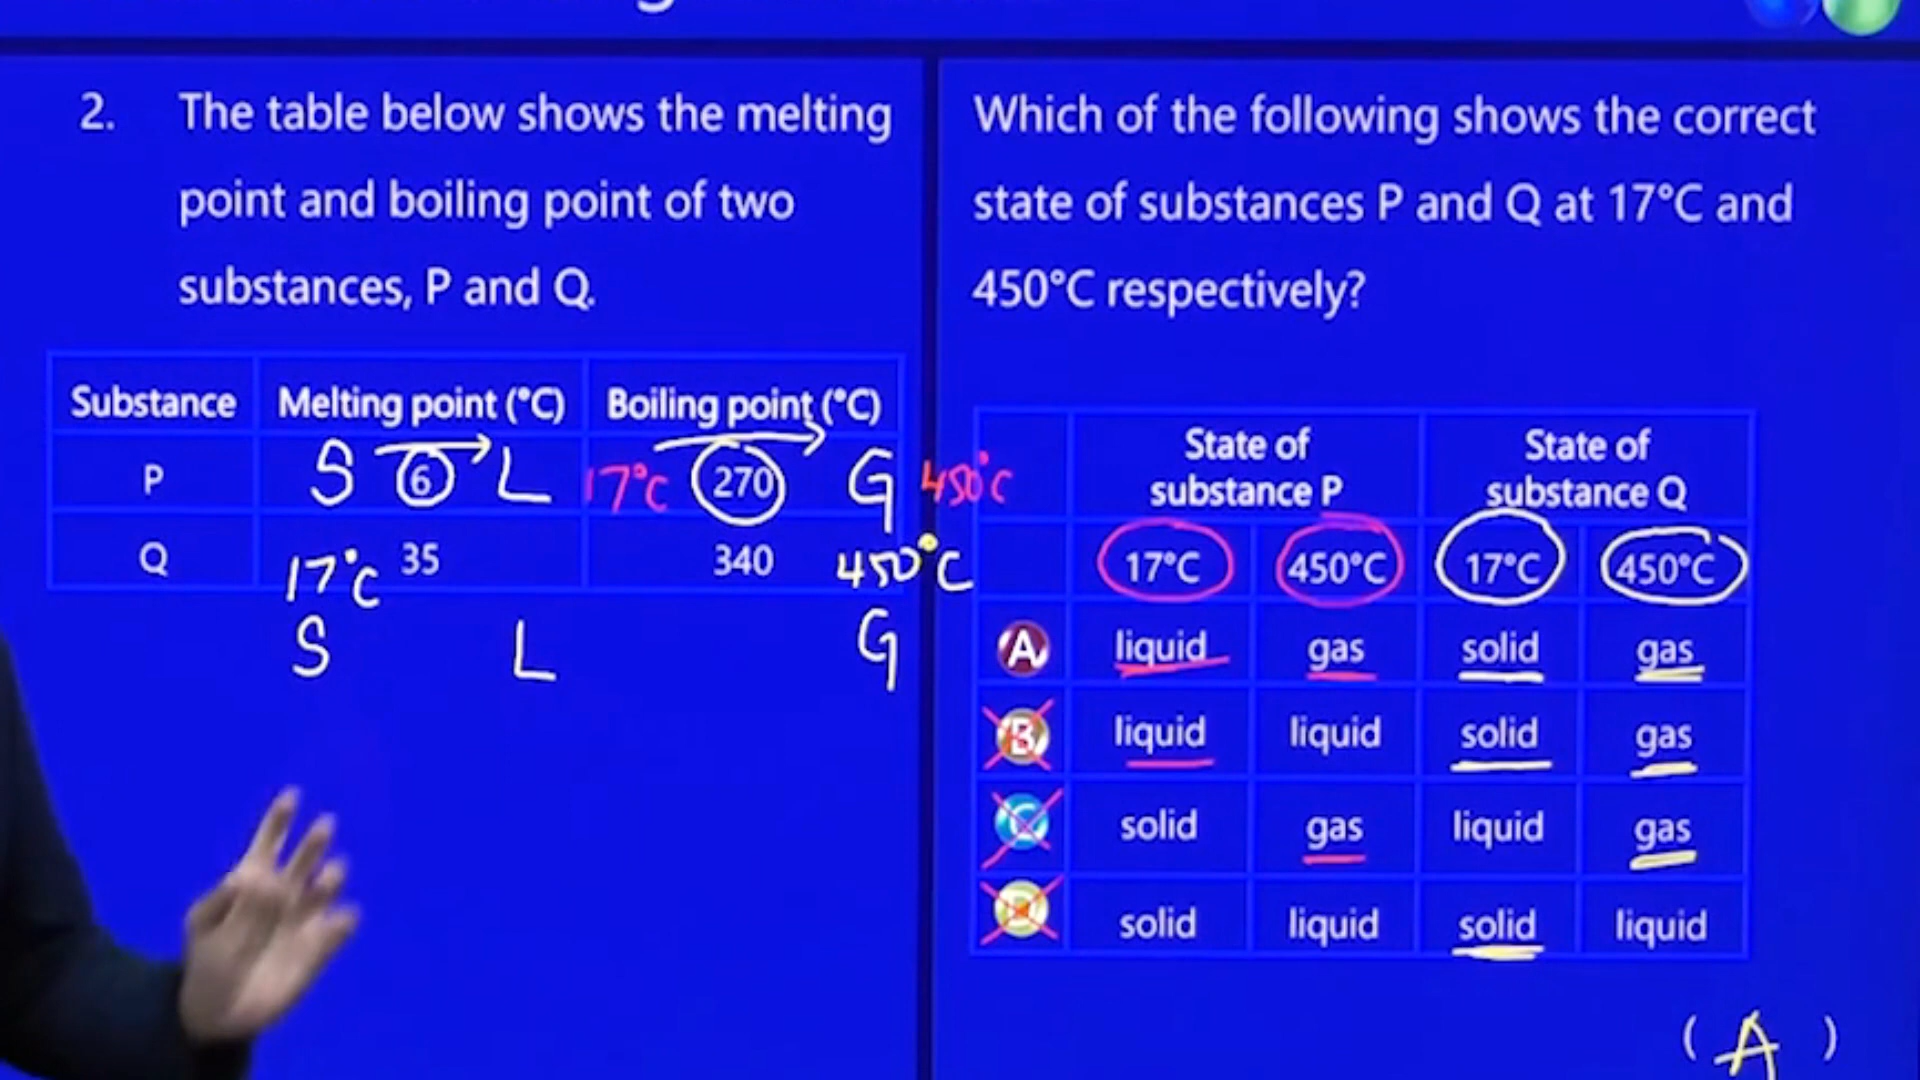 2. The table below shows the melting
point and boiling point of two
substances, P and Q.
Substance Melting point (°C) Boiling point (°C)
P S 6 L 17°C 270 G 450°C
Q 17°C 35 340 450°C
S L G
Which of the following shows the correct
state of substances P and Q at 17°C and
450°C respectively?
State of substance P State of substance Q
17°C 450°C 17°C 450°C
A liquid gas solid gas
B liquid liquid solid gas
C solid gas liquid gas
D solid liquid solid liquid
( A )